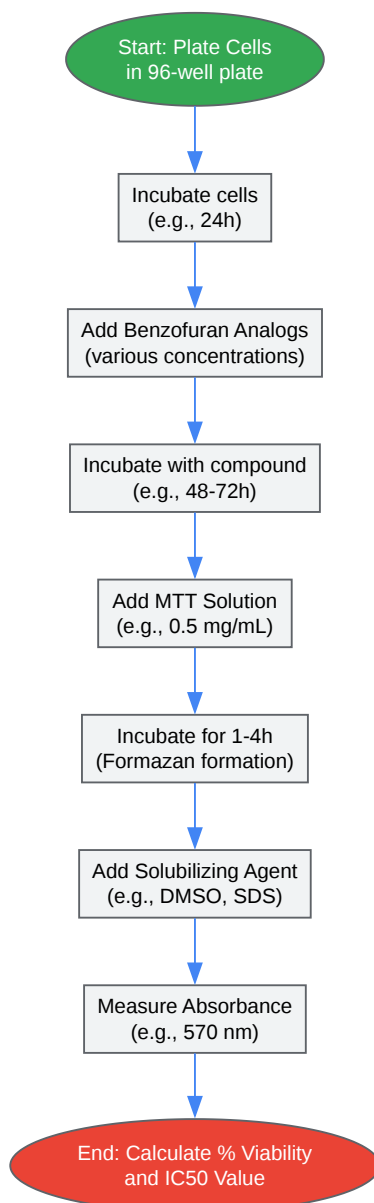 Start: Plate Cells
in 96-well plate
Incubate cells
(e.g., 24h)
Add Benzofuran Analogs
(various concentrations)
Incubate with compound
(e.g., 48-72h)
Add MTT Solution
(e.g., 0.5 mg/mL)
Incubate for 1-4h
(Formazan formation)
Add Solubilizing Agent
(e.g., DMSO, SDS)
Measure Absorbance
(e.g., 570 nm)
End: Calculate % Viability
and IC50 Value